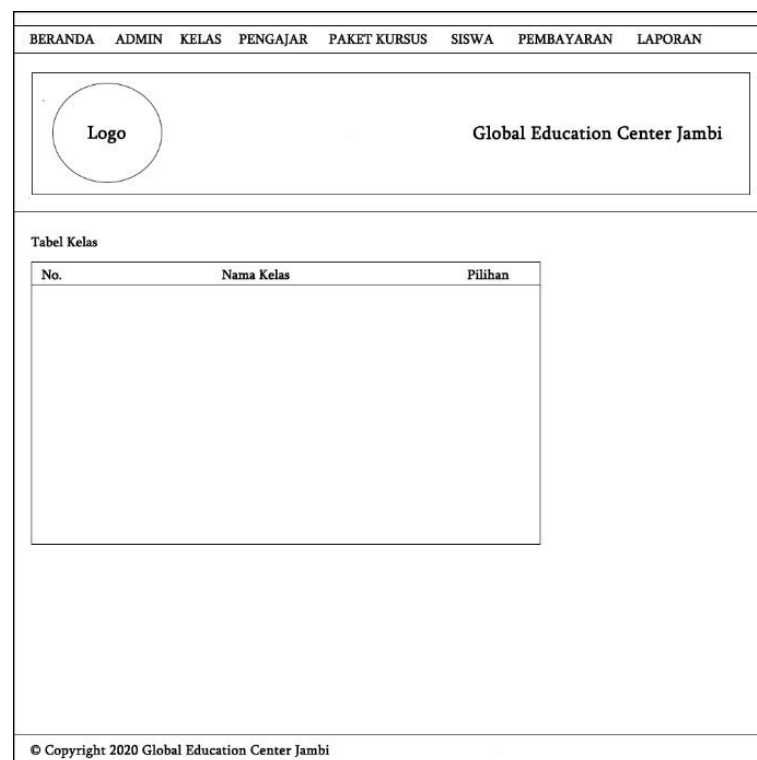 BERANDA ADMIN KELAS PENGAJAR PAKET KURSUS SISWA PEMBAYARAN LAPORAN
Logo
Global Education Center Jambi
Tabel Kelas
No. Nama Kelas Pilihan
© Copyright 2020 Global Education Center Jambi